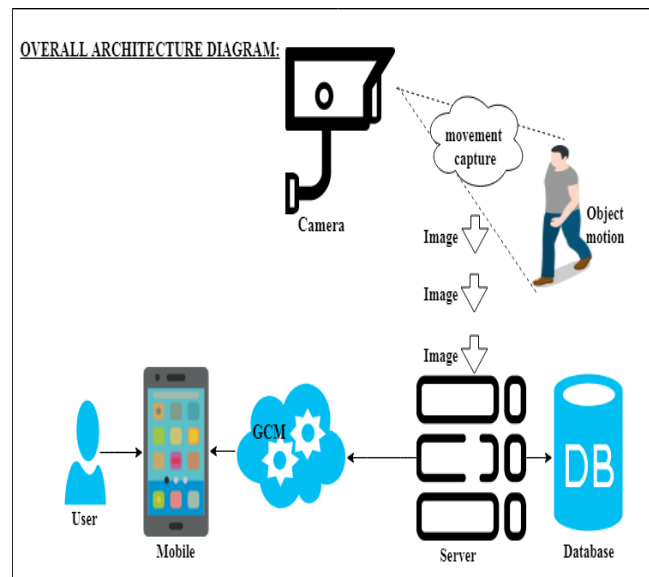 OVERALL ARCHITECTURE DIAGRAM:
movement
capture
Camera
Object
motion
Image
Image
Image
GCM
DB
User
Mobile
Server
Database